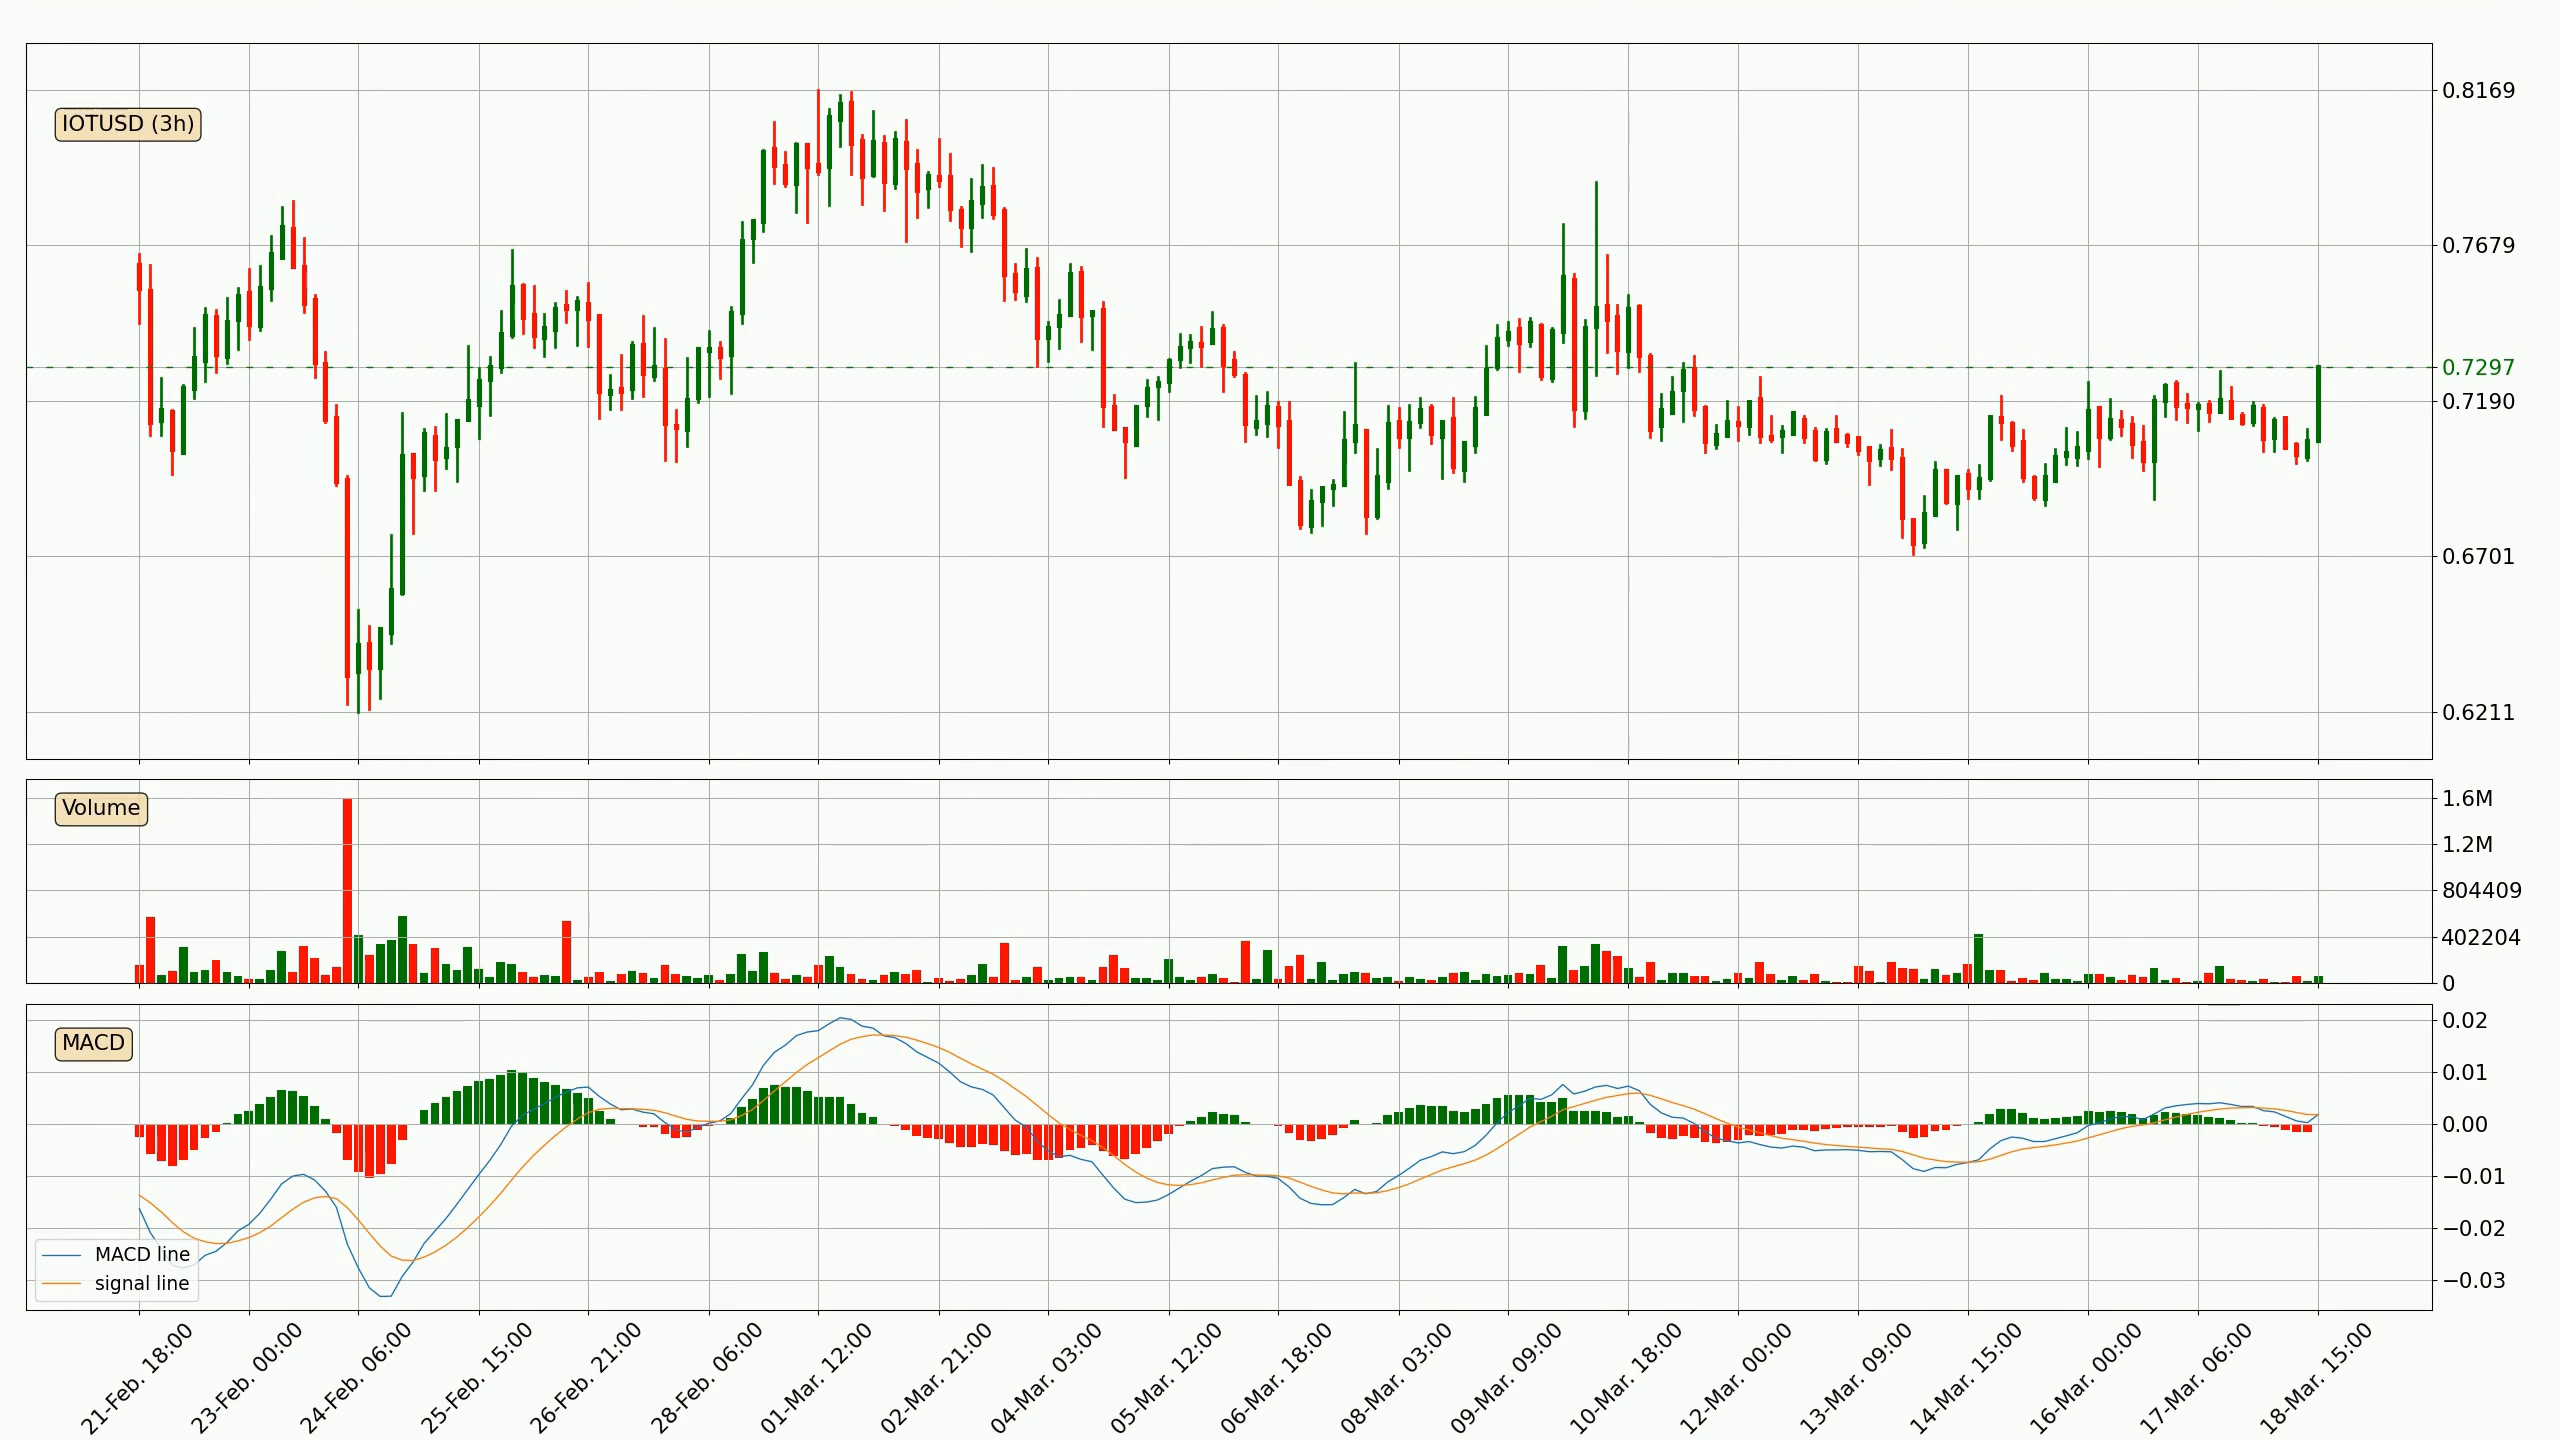 IOTUSD (3h)
0.8169
0.7679
0.7297
0.7190
0.6701
0.6211
Volume
1.6M
1.2M
804409
402204
0
MACD
0.02
0.01
0.00
−0.01
−0.02
−0.03
MACD line
signal line
21-Feb. 18:00
23-Feb. 00:00
24-Feb. 06:00
25-Feb. 15:00
26-Feb. 21:00
28-Feb. 06:00
01-Mar. 12:00
02-Mar. 21:00
04-Mar. 03:00
05-Mar. 12:00
06-Mar. 18:00
08-Mar. 03:00
09-Mar. 09:00
10-Mar. 18:00
12-Mar. 00:00
13-Mar. 09:00
14-Mar. 15:00
16-Mar. 00:00
17-Mar. 06:00
18-Mar. 15:00